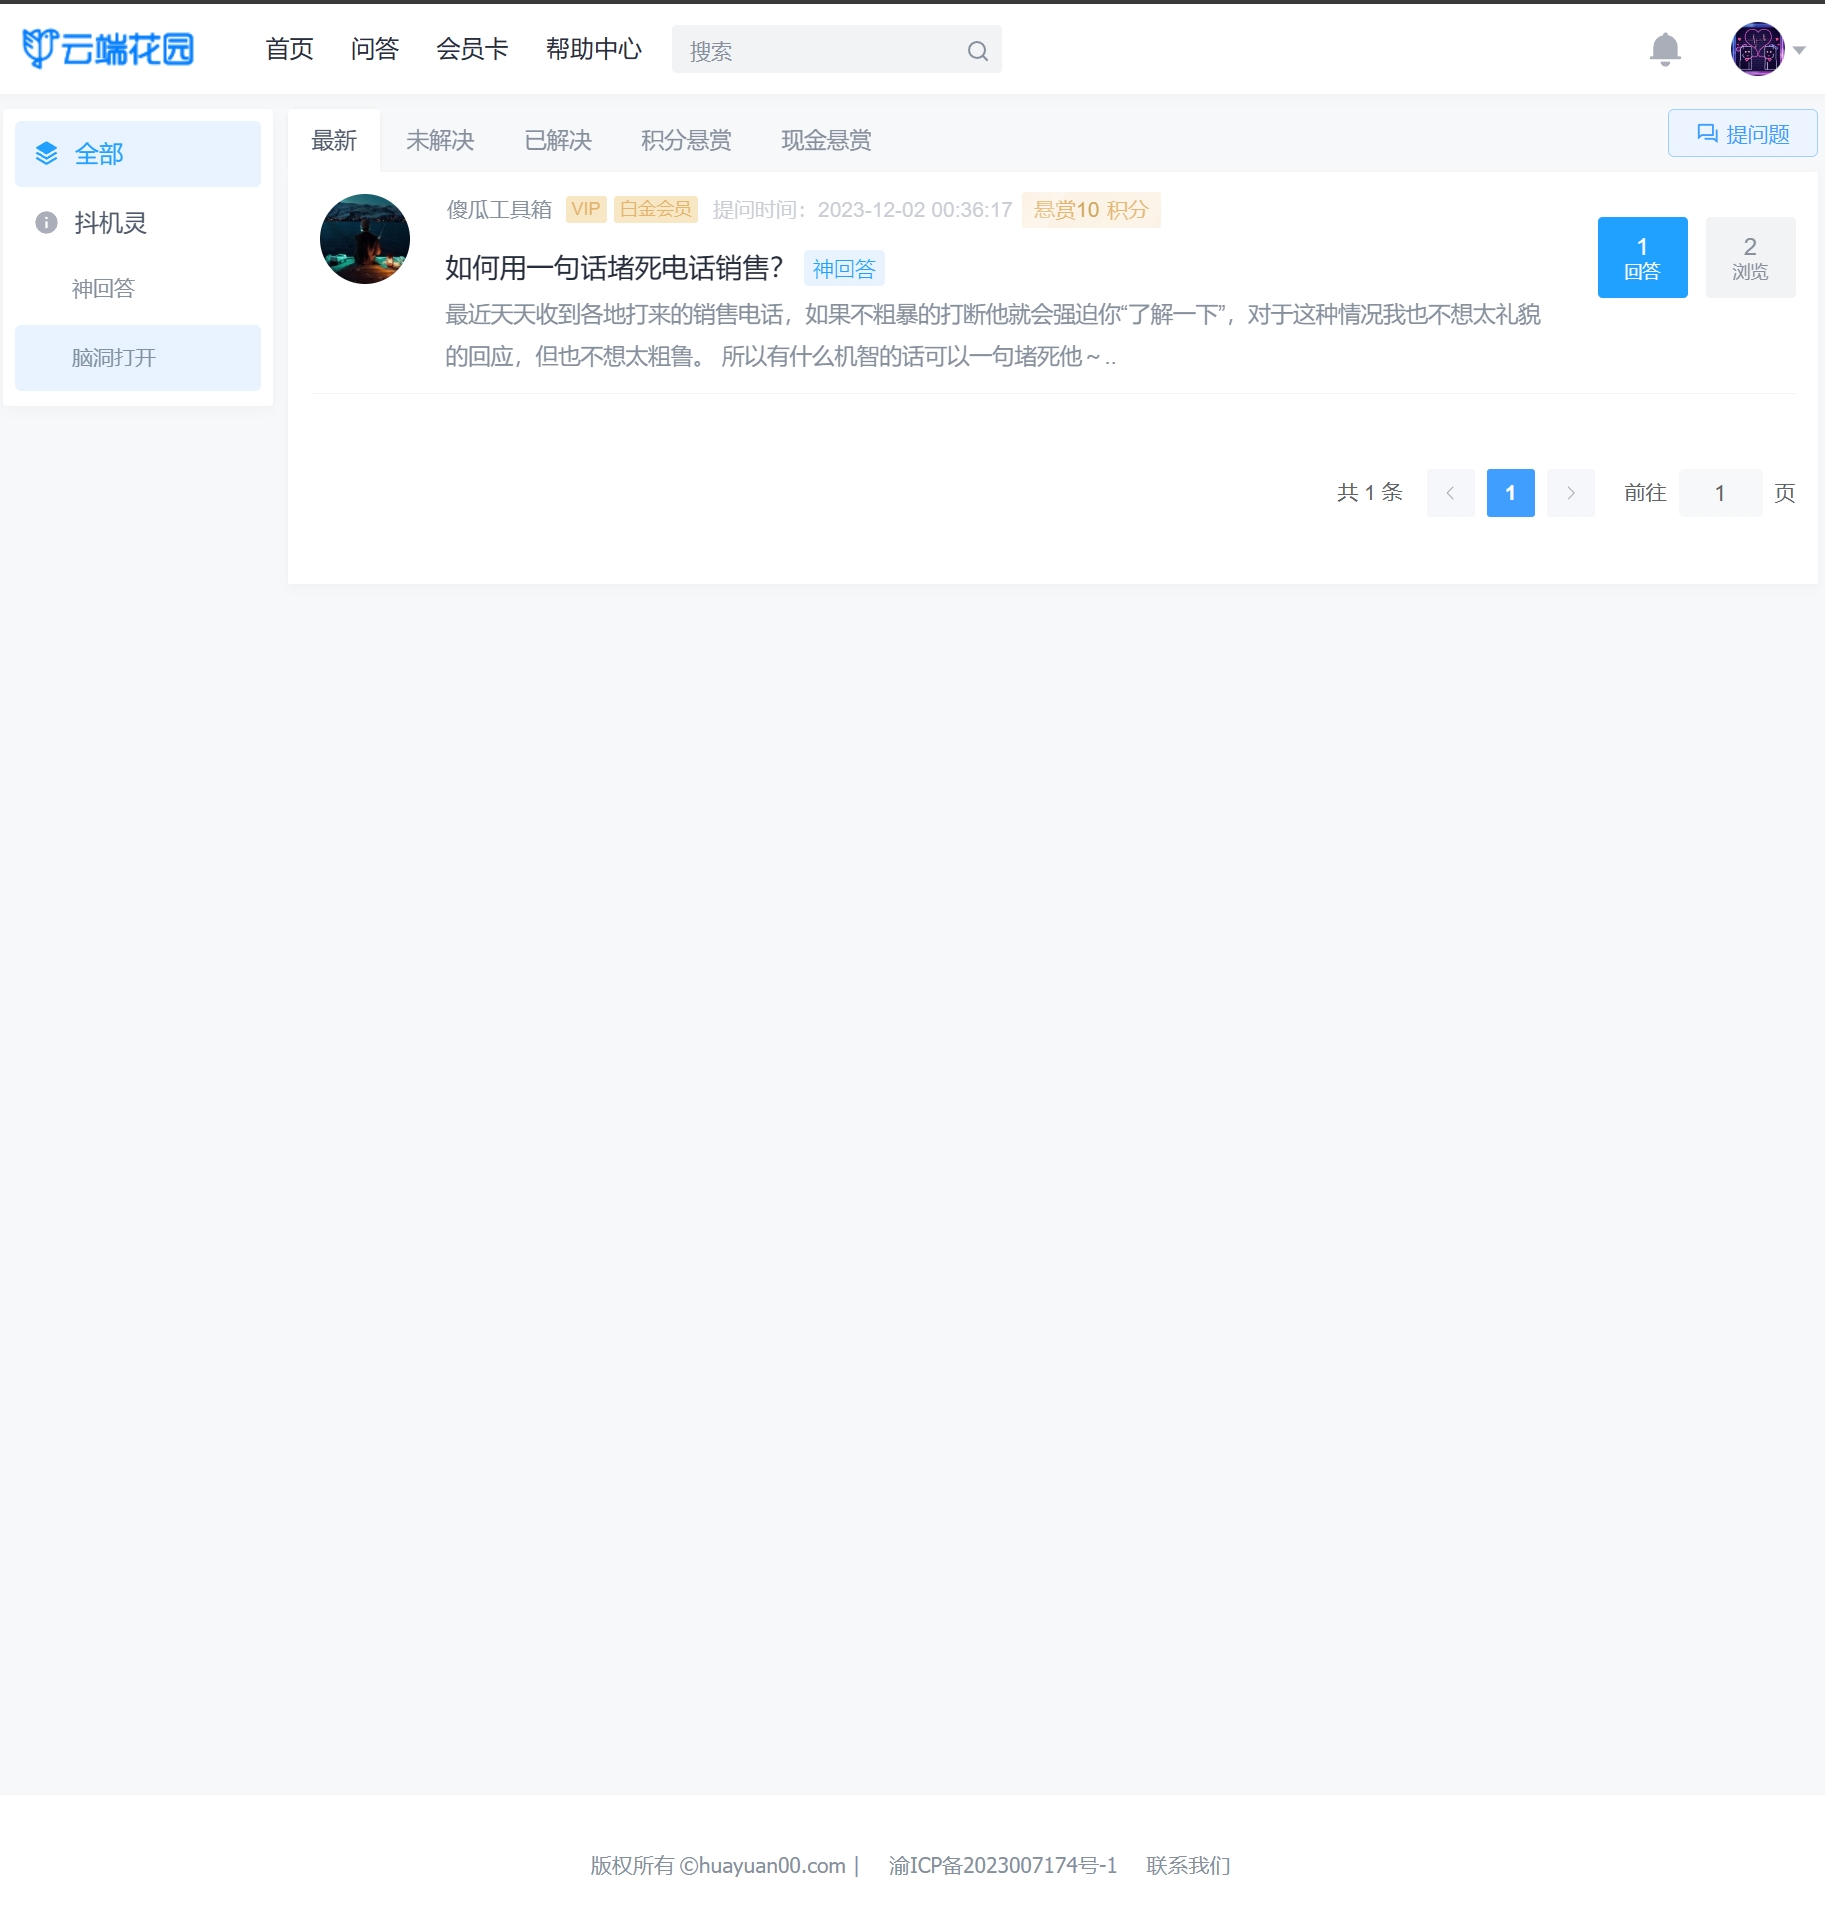 云端花园
首页 问答 会员卡 帮助中心 搜索
全部
抖机灵
神回答
脑洞打开
最新 未解决 已解决 积分悬赏 现金悬赏 提问题
傻瓜工具箱 VIP 白金会员 提问时间：2023-12-02 00:36:17 悬赏10 积分
如何用一句话堵死电话销售？ 神回答
最近天天收到各地打来的销售电话，如果不粗暴的打断他就会强迫你“了解一下”，对于这种情况我也不想太礼貌
的回应，但也不想太粗鲁。 所以有什么机智的话可以一句堵死他～..
1
回答
2
浏览
共 1 条 1 前往 1 页
版权所有 ©huayuan00.com | 渝ICP备2023007174号-1 联系我们